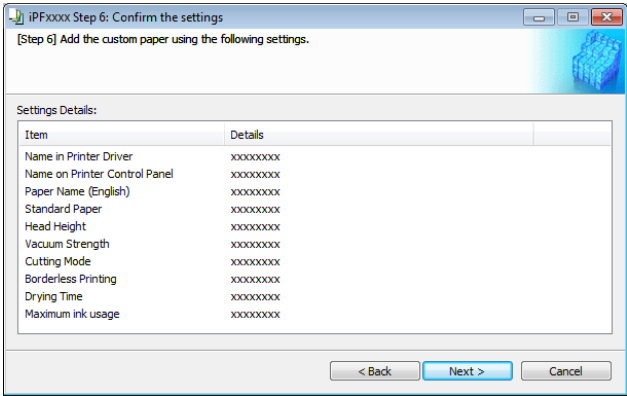 iPFxxxx Step 6: Confirm the settings
[Step 6] Add the custom paper using the following settings.
Settings Details:
Item Details
Name in Printer Driver xxxxxxxx
Name on Printer Control Panel xxxxxxxx
Paper Name (English) xxxxxxxx
Standard Paper xxxxxxxx
Head Height xxxxxxxx
Vacuum Strength xxxxxxxx
Cutting Mode xxxxxxxx
Borderless Printing xxxxxxxx
Drying Time xxxxxxxx
Maximum ink usage xxxxxxxx
< Back Next > Cancel